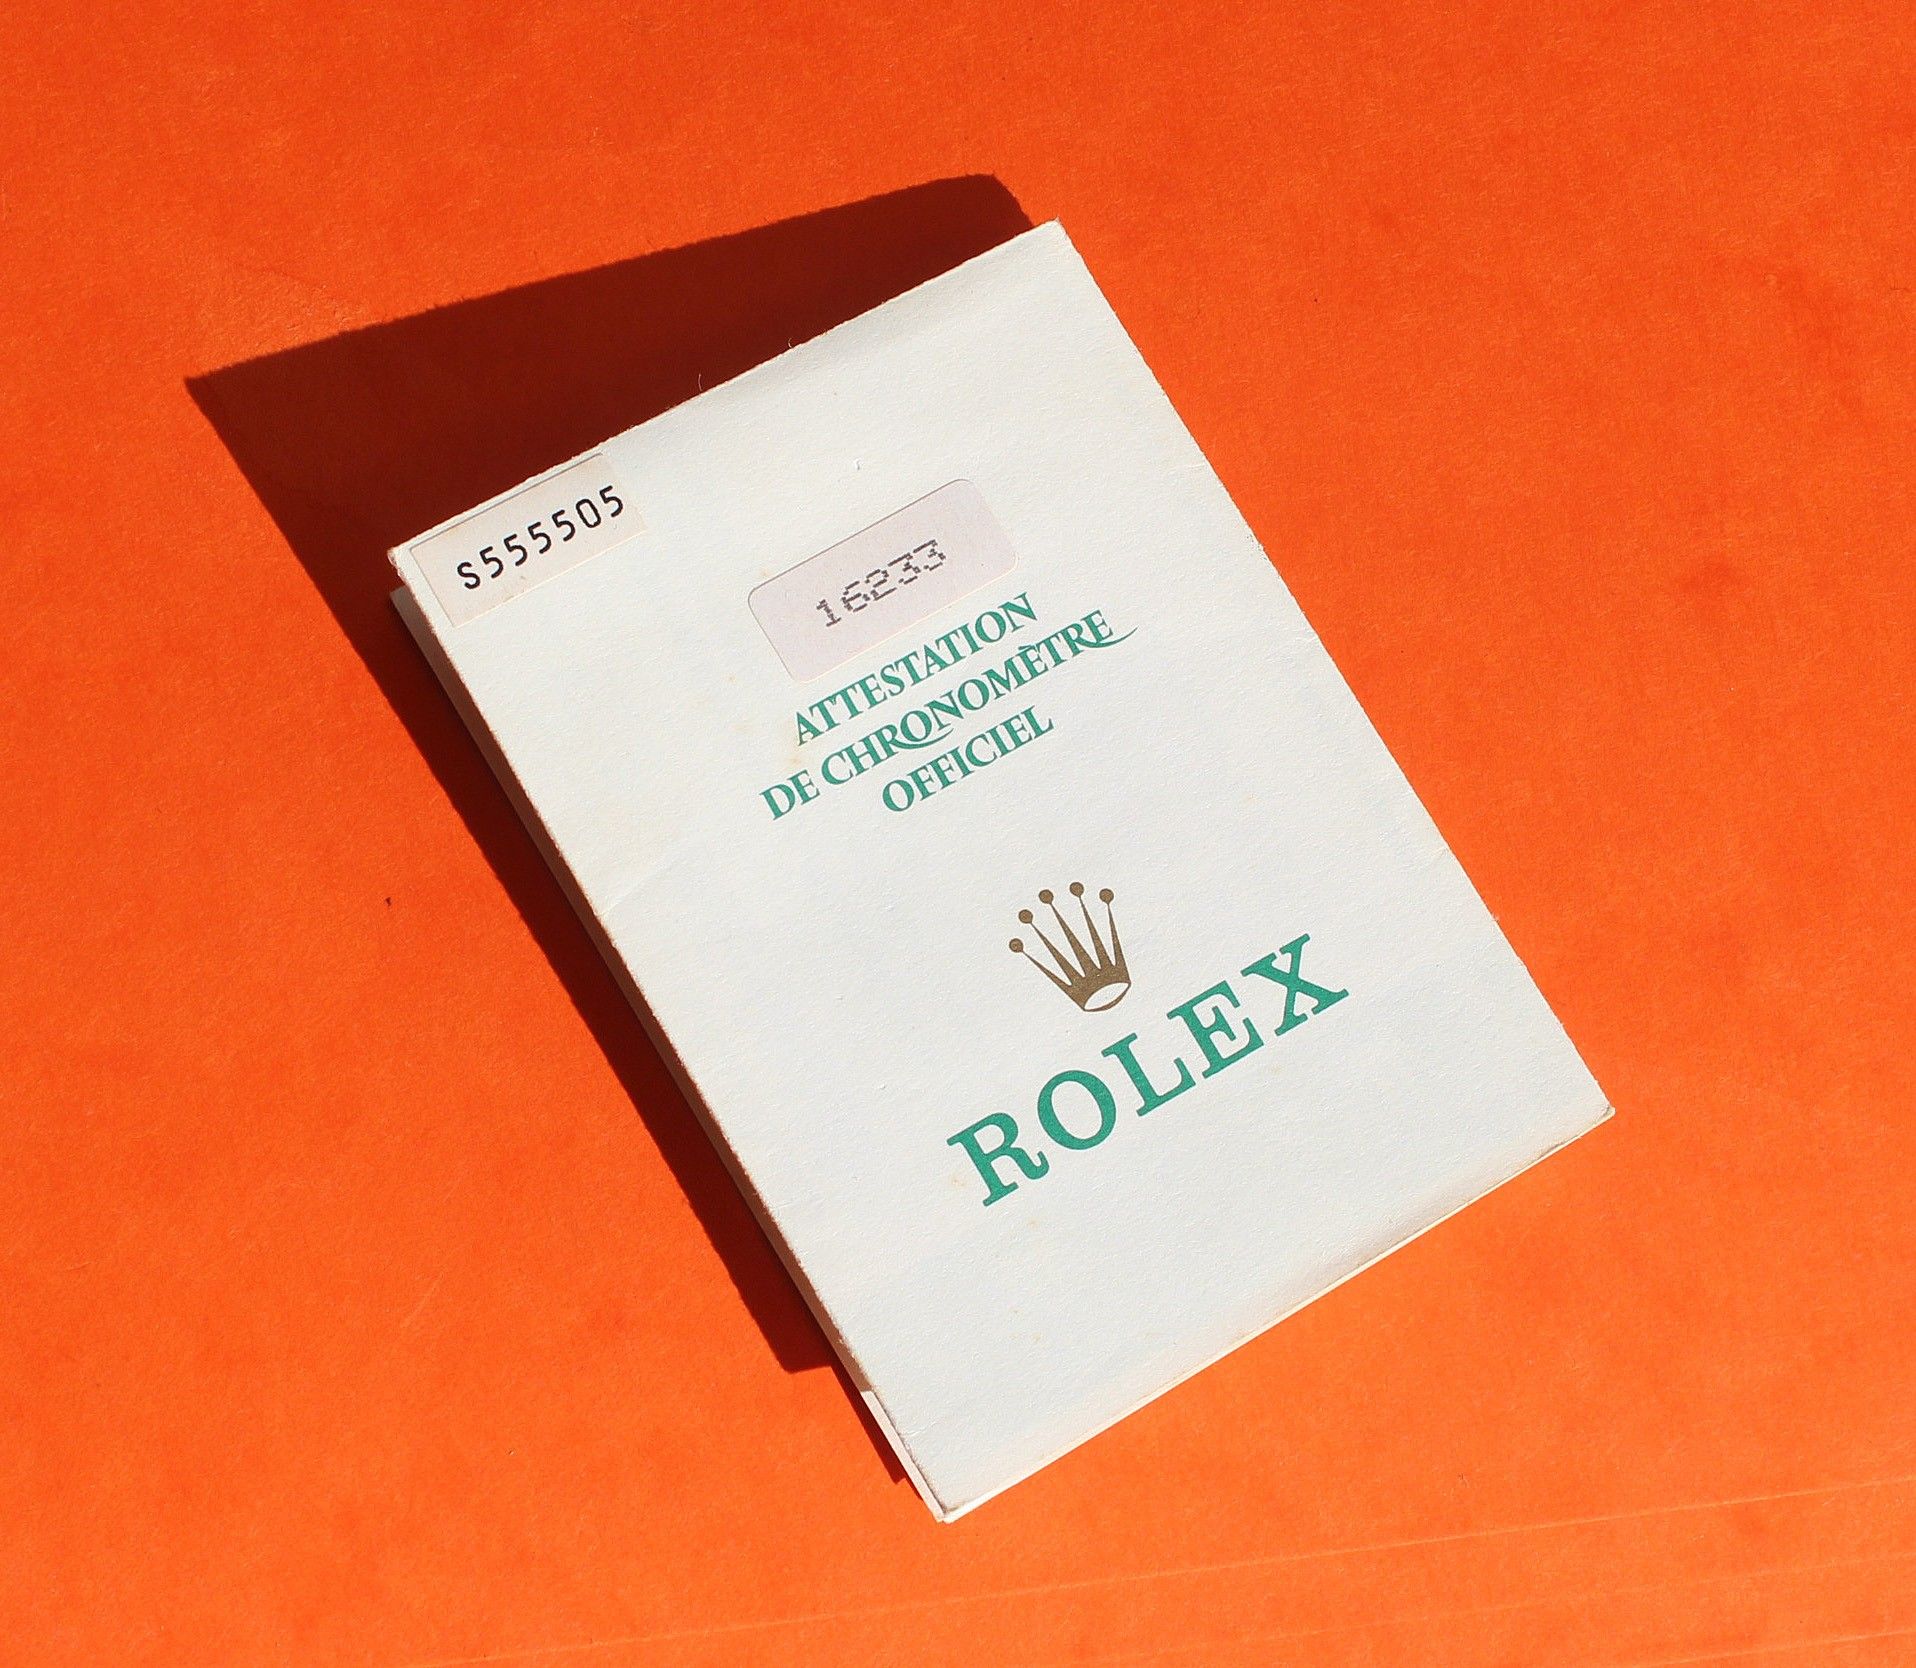 S555505
16233
ATTESTATION
DE CHRONOMÈTRE
OFFICIEL
ROLEX